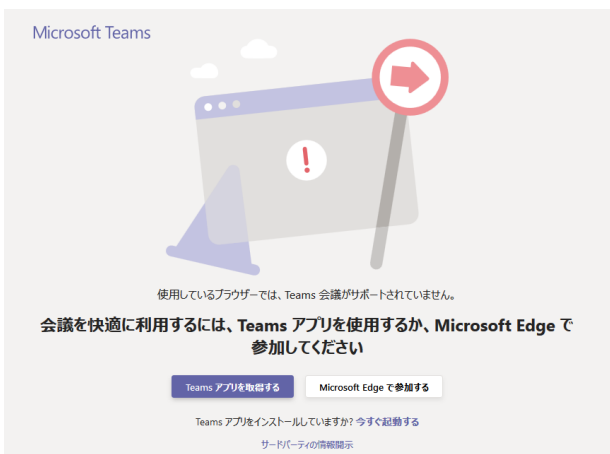 Microsoft Teams
使用しているブラウザーでは、Teams 会議がサポートされていません。
会議を快適に利用するには、Teams アプリを使用するか、Microsoft Edge で
参加してください
Teams アプリを取得する
Microsoft Edge で参加する
Teams アプリをインストールしていますか? 今すぐ起動する
サードパーティの情報開示